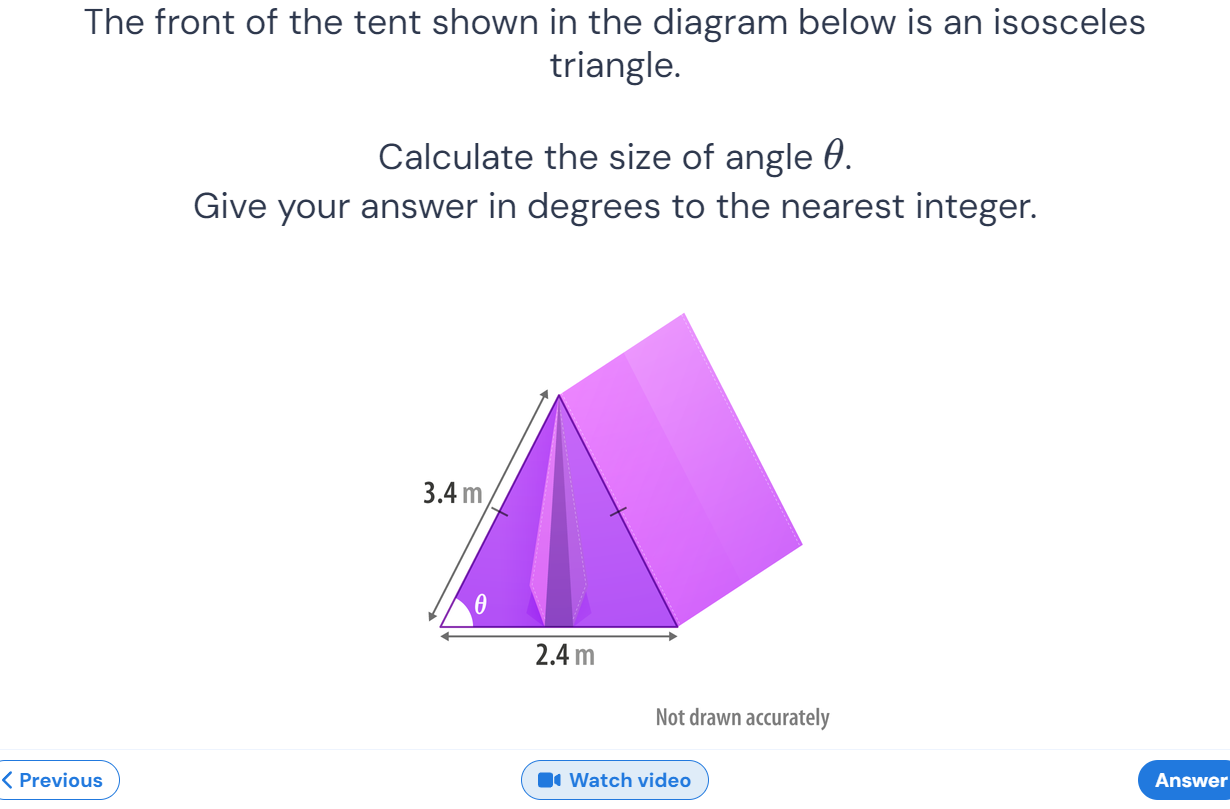 The front of the tent shown in the diagram below is an isosceles
triangle.
Calculate the size of angle θ.
Give your answer in degrees to the nearest integer.
3.4 m
θ
2.4 m
Not drawn accurately
Previous
Watch video
Answer